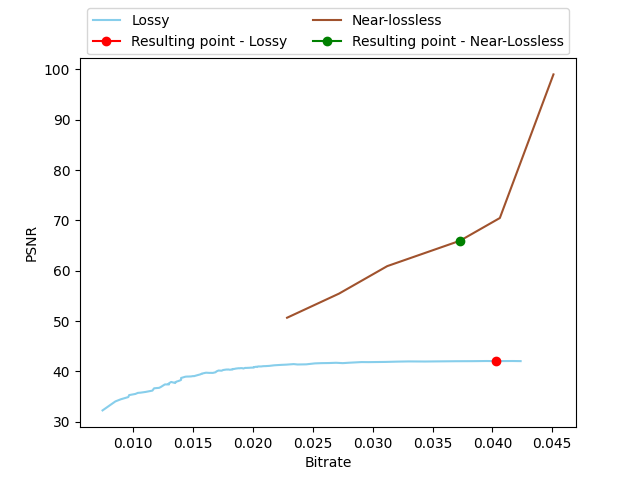 Lossy
Resulting point - Lossy
Near-lossless
Resulting point - Near-Lossless
100
90
80
70
60
50
40
30
PSNR
0.010 0.015 0.020 0.025 0.030 0.035 0.040 0.045
Bitrate